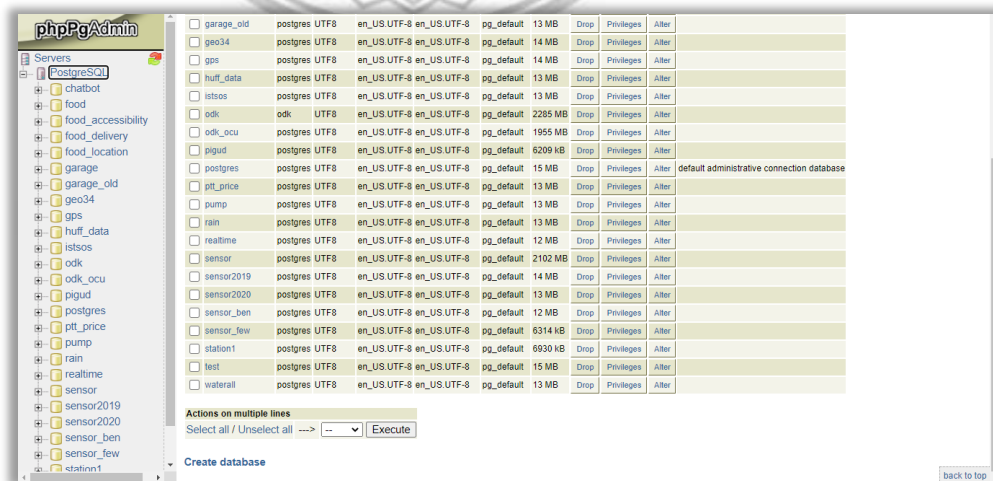 phpPgAdmin
Servers
PostgreSQL
chatbot
food
food_accessibility
food_delivery
food_location
garage
garage_old
geo34
gps
huff_data
istsos
odk
odk_ocu
pigud
postgres
ptt_price
pump
rain
realtime
sensor
sensor2019
sensor2020
sensor_ben
sensor_few
station1
garage_old postgres UTF8 en_US.UTF-8 en_US.UTF-8 pg_default 13 MB Drop Privileges Alter
geo34 postgres UTF8 en_US.UTF-8 en_US.UTF-8 pg_default 14 MB Drop Privileges Alter
gps postgres UTF8 en_US.UTF-8 en_US.UTF-8 pg_default 14 MB Drop Privileges Alter
huff_data postgres UTF8 en_US.UTF-8 en_US.UTF-8 pg_default 13 MB Drop Privileges Alter
istsos postgres UTF8 en_US.UTF-8 en_US.UTF-8 pg_default 13 MB Drop Privileges Alter
odk odk UTF8 en_US.UTF-8 en_US.UTF-8 pg_default 2285 MB Drop Privileges Alter
odk_ocu postgres UTF8 en_US.UTF-8 en_US.UTF-8 pg_default 1955 MB Drop Privileges Alter
pigud postgres UTF8 en_US.UTF-8 en_US.UTF-8 pg_default 6209 kB Drop Privileges Alter
postgres postgres UTF8 en_US.UTF-8 en_US.UTF-8 pg_default 15 MB Drop Privileges Alter default administrative connection database
ptt_price postgres UTF8 en_US.UTF-8 en_US.UTF-8 pg_default 13 MB Drop Privileges Alter
pump postgres UTF8 en_US.UTF-8 en_US.UTF-8 pg_default 13 MB Drop Privileges Alter
rain postgres UTF8 en_US.UTF-8 en_US.UTF-8 pg_default 13 MB Drop Privileges Alter
realtime postgres UTF8 en_US.UTF-8 en_US.UTF-8 pg_default 12 MB Drop Privileges Alter
sensor postgres UTF8 en_US.UTF-8 en_US.UTF-8 pg_default 2102 MB Drop Privileges Alter
sensor2019 postgres UTF8 en_US.UTF-8 en_US.UTF-8 pg_default 14 MB Drop Privileges Alter
sensor2020 postgres UTF8 en_US.UTF-8 en_US.UTF-8 pg_default 13 MB Drop Privileges Alter
sensor_ben postgres UTF8 en_US.UTF-8 en_US.UTF-8 pg_default 12 MB Drop Privileges Alter
sensor_few postgres UTF8 en_US.UTF-8 en_US.UTF-8 pg_default 6314 kB Drop Privileges Alter
station1 postgres UTF8 en_US.UTF-8 en_US.UTF-8 pg_default 6930 kB Drop Privileges Alter
test postgres UTF8 en_US.UTF-8 en_US.UTF-8 pg_default 15 MB Drop Privileges Alter
waterall postgres UTF8 en_US.UTF-8 en_US.UTF-8 pg_default 13 MB Drop Privileges Alter
Actions on multiple lines
Select all / Unselect all ---> -- Execute
Create database
back to top